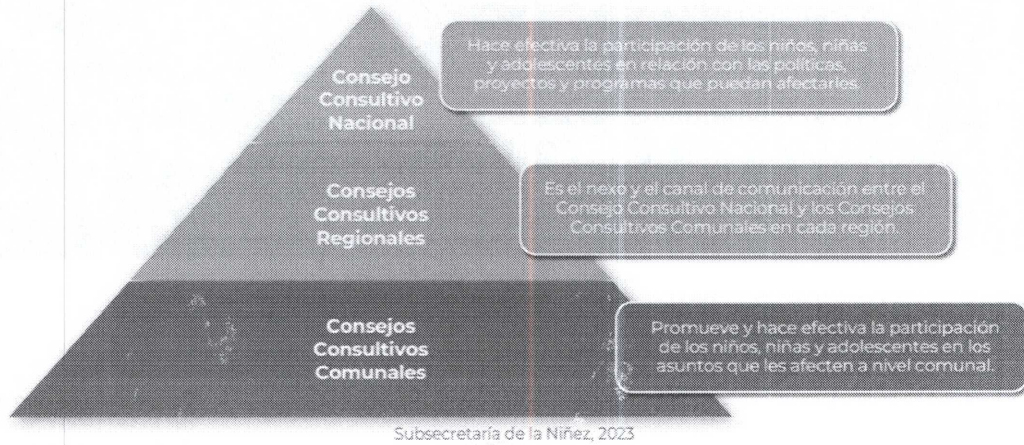 Consejo
Consultivo
Nacional
Hace efectiva la participación de los niños, niñas
y adolescentes en relación con las políticas,
proyectos y programas que puedan afectarles.
Consejos
Consultivos
Regionales
Es el nexo y el canal de comunicación entre el
Consejo Consultivo Nacional y los Consejos
Consultivos Comunales en cada región.
Consejos
Consultivos
Comunales
Promueve y hace efectiva la participación
de los niños, niñas y adolescentes en los
asuntos que les afecten a nivel comunal.
Subsecretaría de la Niñez, 2023